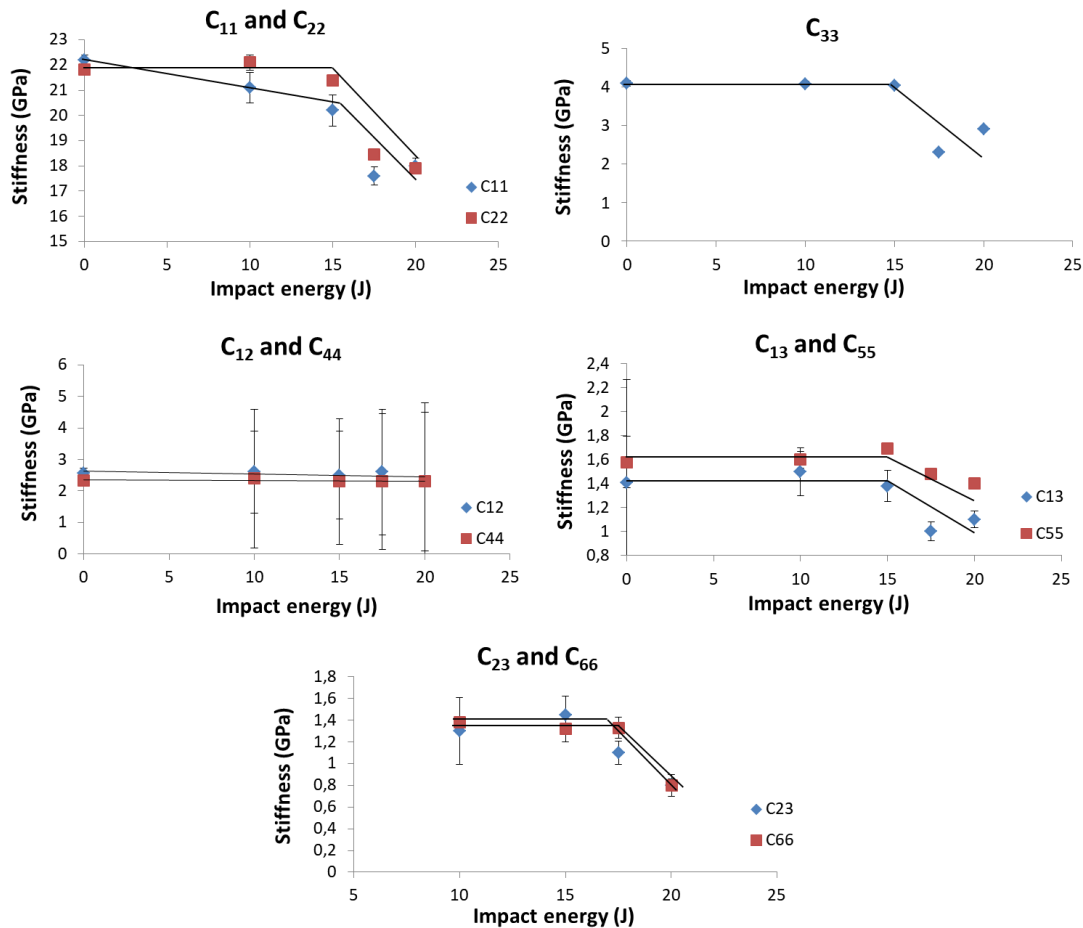 C₁₁ and C₂₂
Stiffness (GPa)
23
22
21
20
19
18
17
16
15
0 5 10 15 20 25
Impact energy (J)
C11
C22
C₃₃
Stiffness (GPa)
5
4
3
2
1
0
0 5 10 15 20 25
Impact energy (J)
C₁₂ and C₄₄
Stiffness (GPa)
6
5
4
3
2
1
0
0 5 10 15 20 25
Impact energy (J)
C12
C44
C₁₃ and C₅₅
Stiffness (GPa)
2,4
2,2
2
1,8
1,6
1,4
1,2
1
0,8
0 5 10 15 20 25
Impact energy (J)
C13
C55
C₂₃ and C₆₆
Stiffness (GPa)
1,8
1,6
1,4
1,2
1
0,8
0,6
0,4
0,2
0
5 10 15 20 25
Impact energy (J)
C23
C66